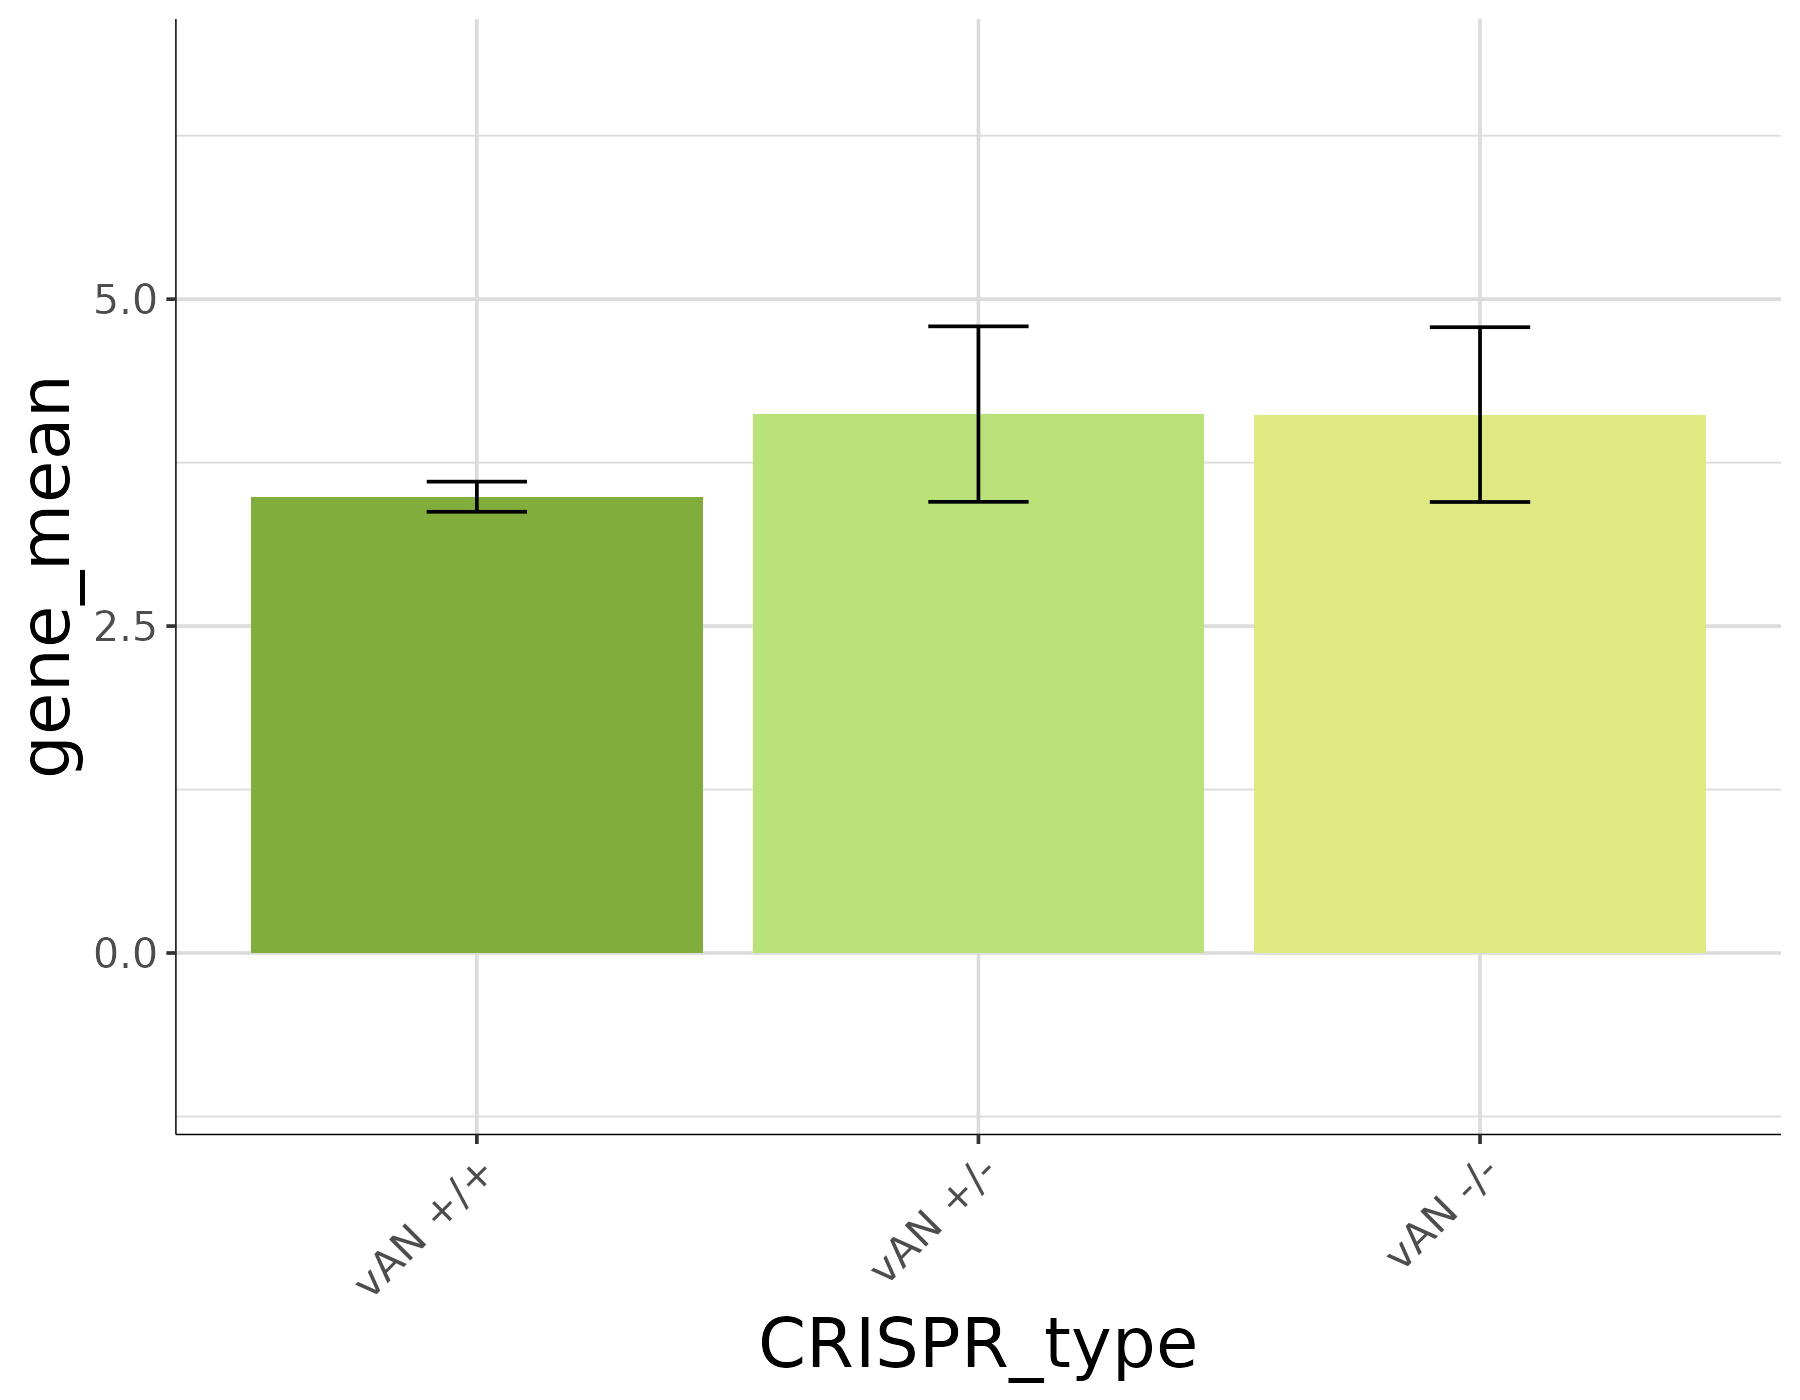 gene_mean
5.0
2.5
0.0
vAN +/+
vAN +/-
vAN -/-
CRISPR_type